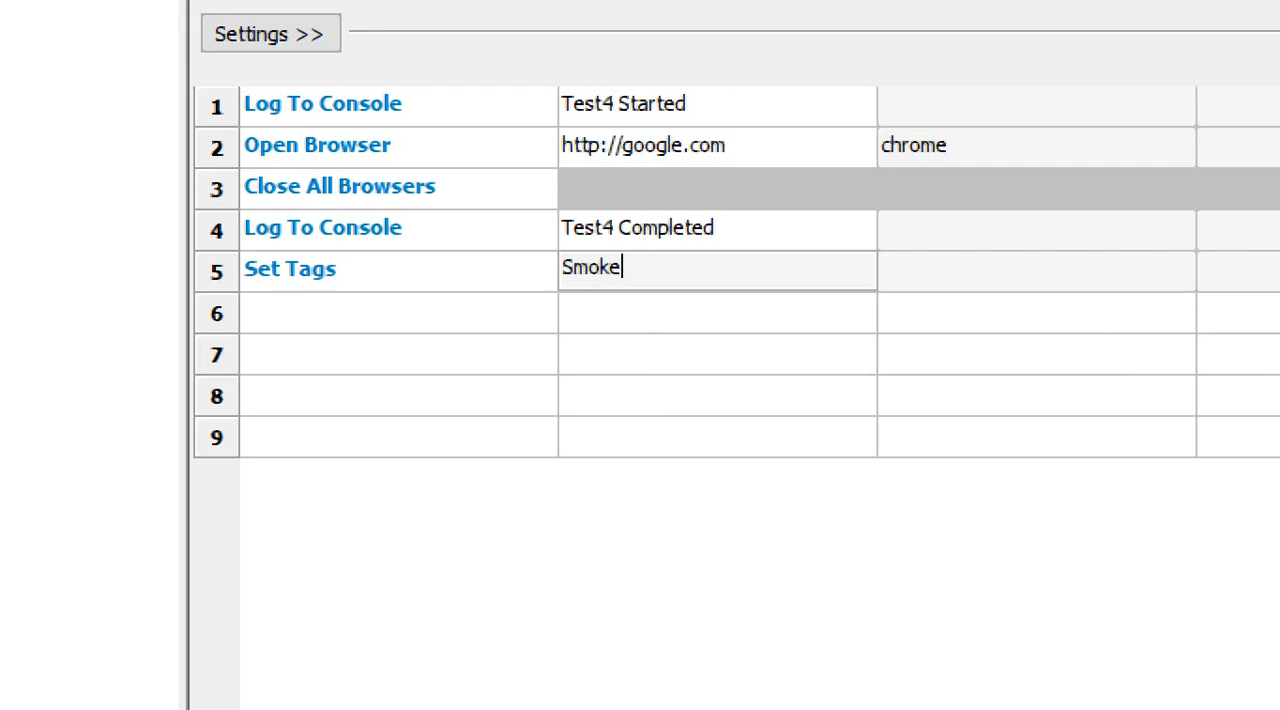 Settings >>
1 Log To Console Test4 Started
2 Open Browser http://google.com chrome
3 Close All Browsers
4 Log To Console Test4 Completed
5 Set Tags Smoke
6
7
8
9